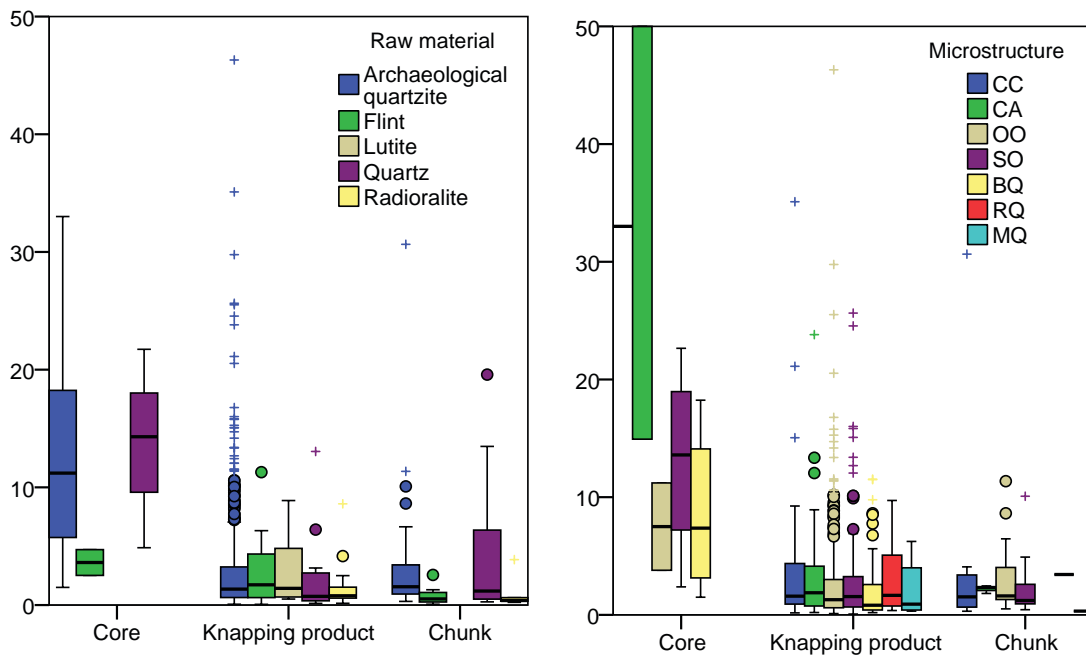 50
40
30
20
10
0
Raw material
Archaeological
quartzite
Flint
Lutite
Quartz
Radioralite
Core
Knapping product
Chunk
50
40
30
20
10
0
Microstructure
CC
CA
OO
SO
BQ
RQ
MQ
Core
Knapping product
Chunk